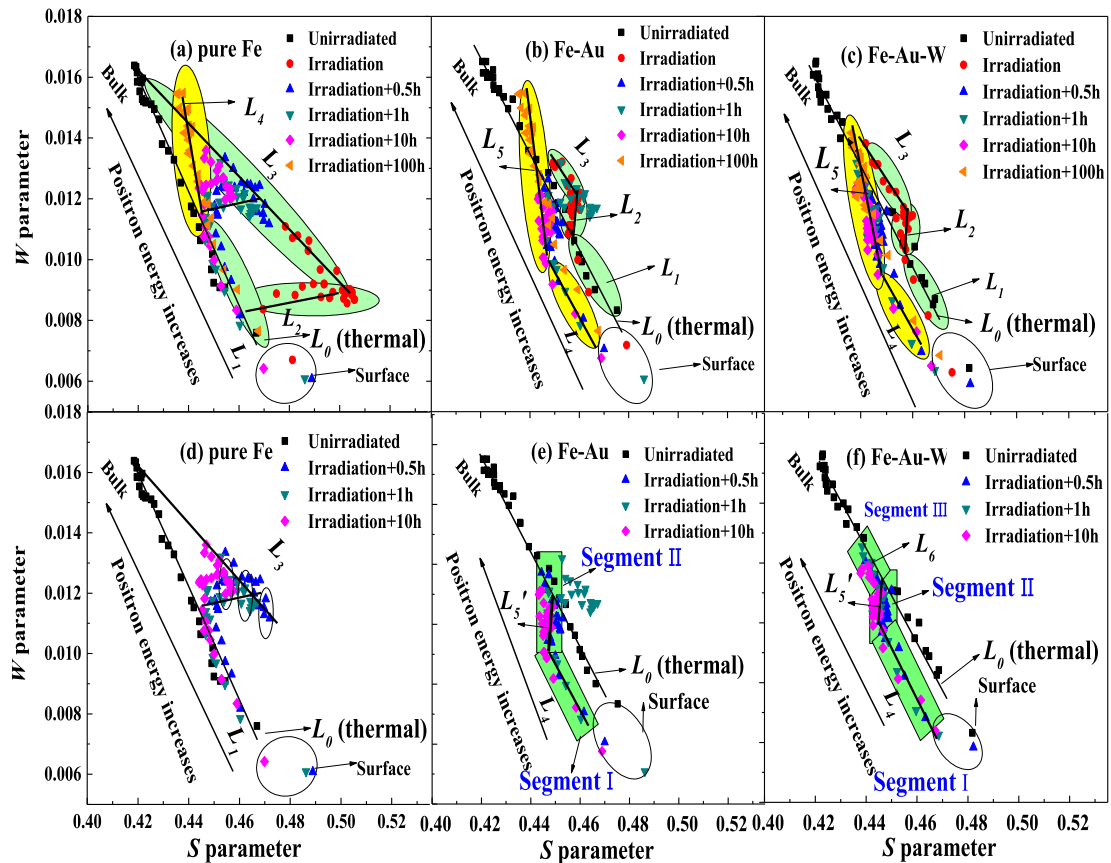 0.018
0.016
0.014
0.012
0.010
0.008
0.006
0.018
0.016
0.014
0.012
0.010
0.008
0.006
0.004
W parameter
W parameter
(a) pure Fe
Unirradiated
Irradiation
Irradiation+0.5h
Irradiation+1h
Irradiation+10h
Irradiation+100h
Bulk
L4
L3
L2
L1
L0 (thermal)
Surface
Positron energy increases
(b) Fe-Au
Unirradiated
Irradiation
Irradiation+0.5h
Irradiation+1h
Irradiation+10h
Irradiation+100h
Bulk
L3
L5
L2
L1
L0 (thermal)
L4
Surface
Positron energy increases
(c) Fe-Au-W
Unirradiated
Irradiation
Irradiation+0.5h
Irradiation+1h
Irradiation+10h
Irradiation+100h
Bulk
L3
L5
L2
L1
L0 (thermal)
L4
Surface
Positron energy increases
(d) pure Fe
Unirradiated
Irradiation+0.5h
Irradiation+1h
Irradiation+10h
Bulk
L3
L1
L0 (thermal)
Surface
Positron energy increases
(e) Fe-Au
Unirradiated
Irradiation+0.5h
Irradiation+1h
Irradiation+10h
Bulk
Segment II
L5'
L0 (thermal)
L4
Surface
Segment I
Positron energy increases
(f) Fe-Au-W
Unirradiated
Irradiation+0.5h
Irradiation+1h
Irradiation+10h
Bulk
Segment III
L6
Segment II
L5'
L0 (thermal)
L4
Surface
Segment I
Positron energy increases
0.40 0.42 0.44 0.46 0.48 0.50 0.52
0.40 0.42 0.44 0.46 0.48 0.50 0.52
0.40 0.42 0.44 0.46 0.48 0.50 0.52
S parameter
S parameter
S parameter